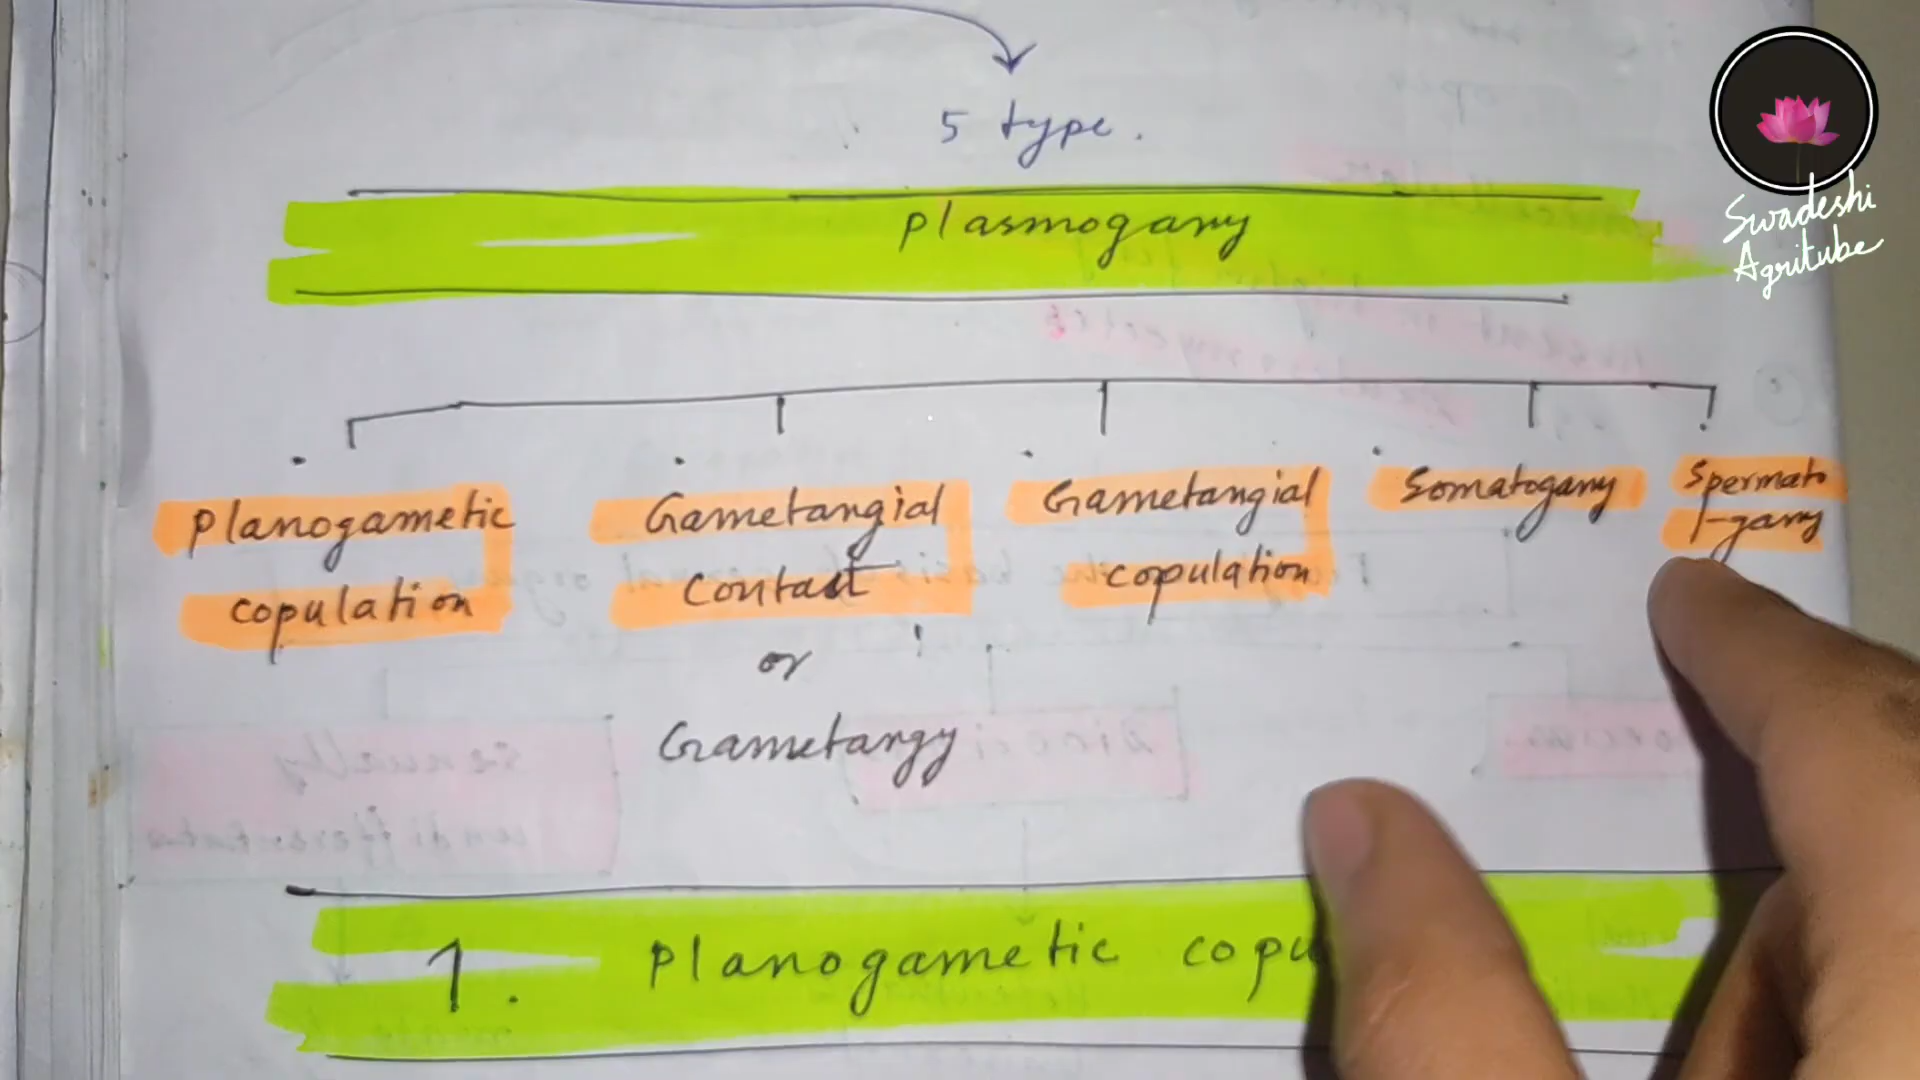 5 type.
plasmogamy
planogametic
copulation
Gametangial
Contact
or
Gametangy
Gametangial
copulation
Somatogamy
Spermato
-gamy
1. planogametic copu
Swadeshi
Agritube